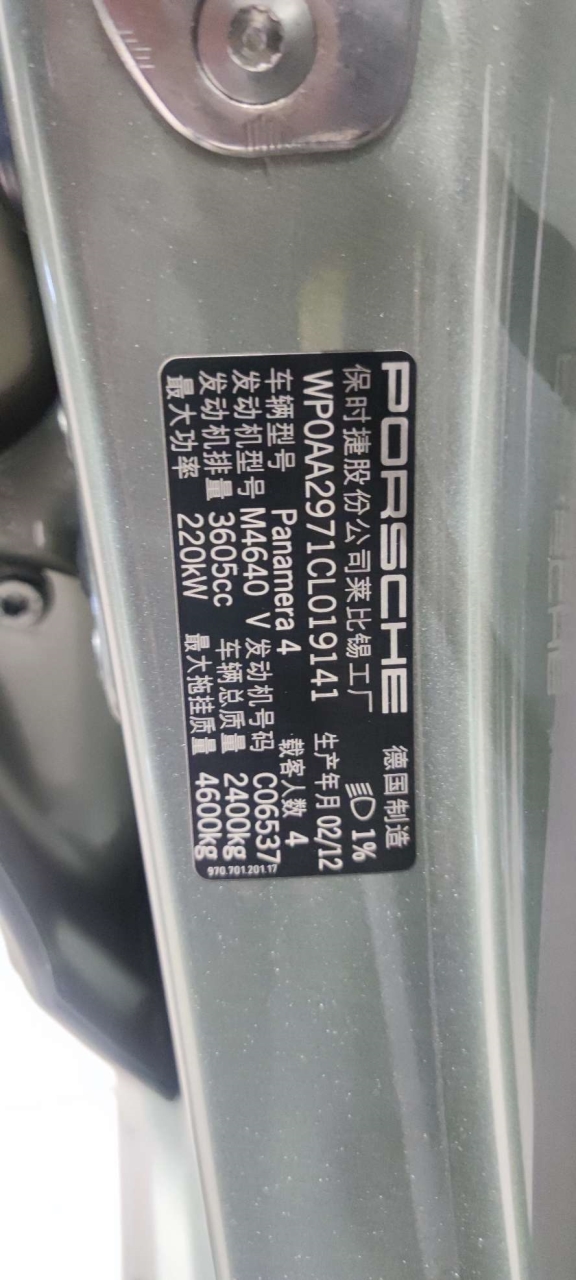 PORSCHE 德国制造
保时捷股份公司莱比锡工厂 1%
WP0AA2971CL019141 生产年月 02/12
车辆型号 Panamera 4 载客人数 4
发动机型号 M4640 V 发动机号码 C06537
发动机排量 3605cc 车辆总质量 2400kg
最大功率 220kW 最大拖挂质量 4600kg
970.701.201.17